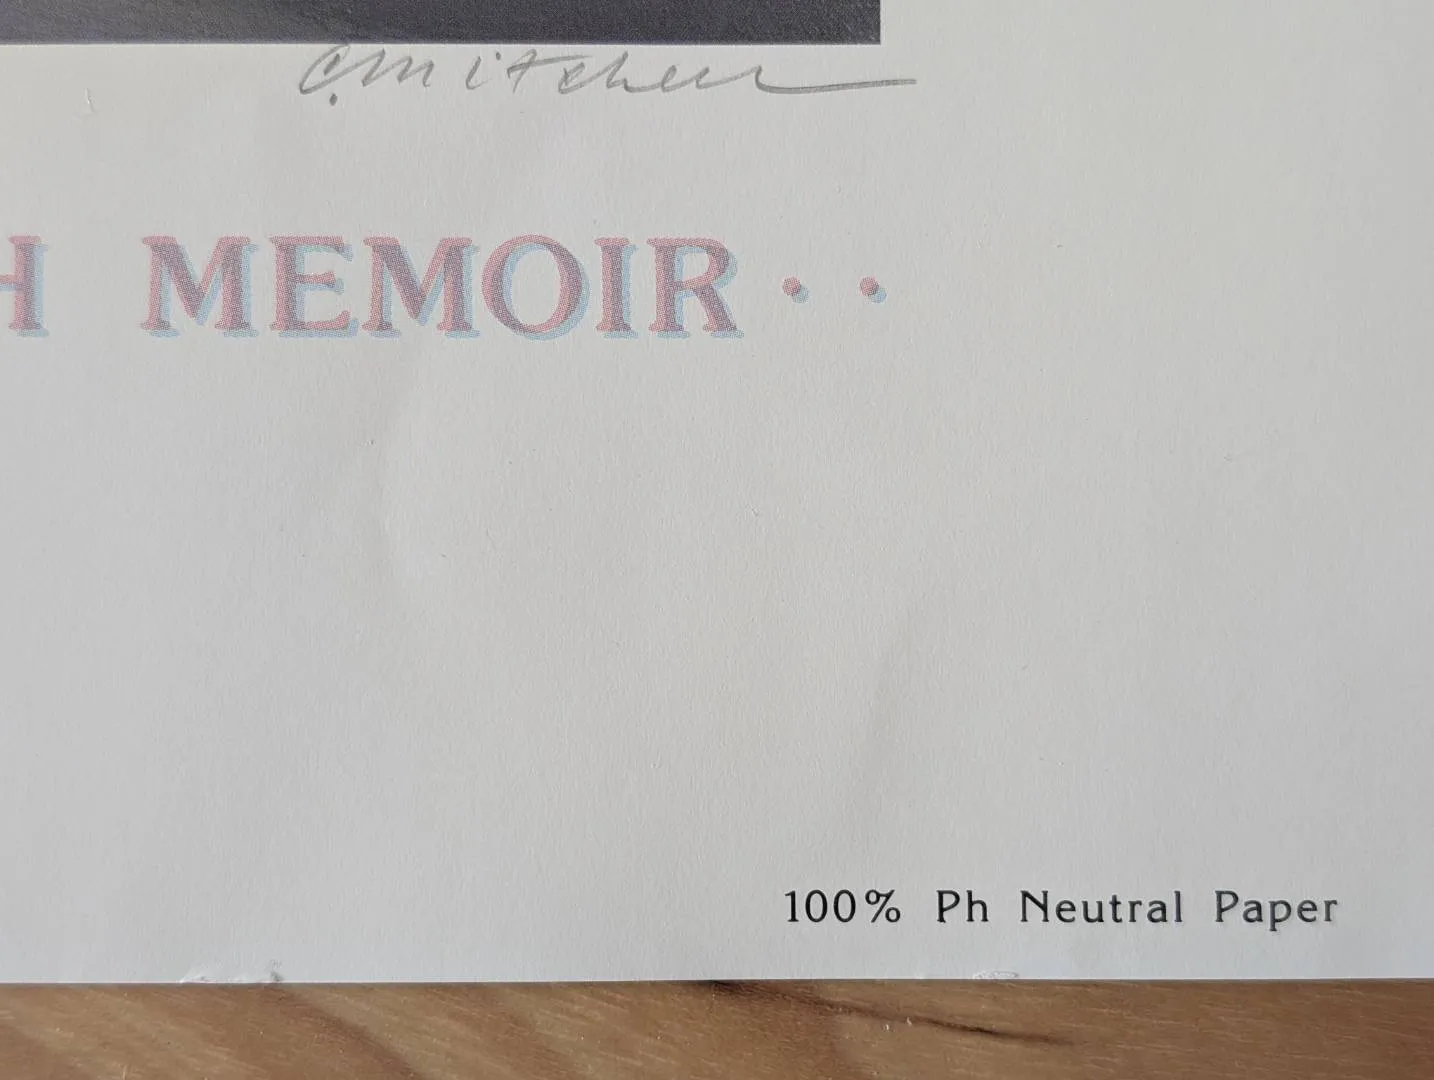 C. Mitchell
H MEMOIR • •
100% Ph Neutral Paper